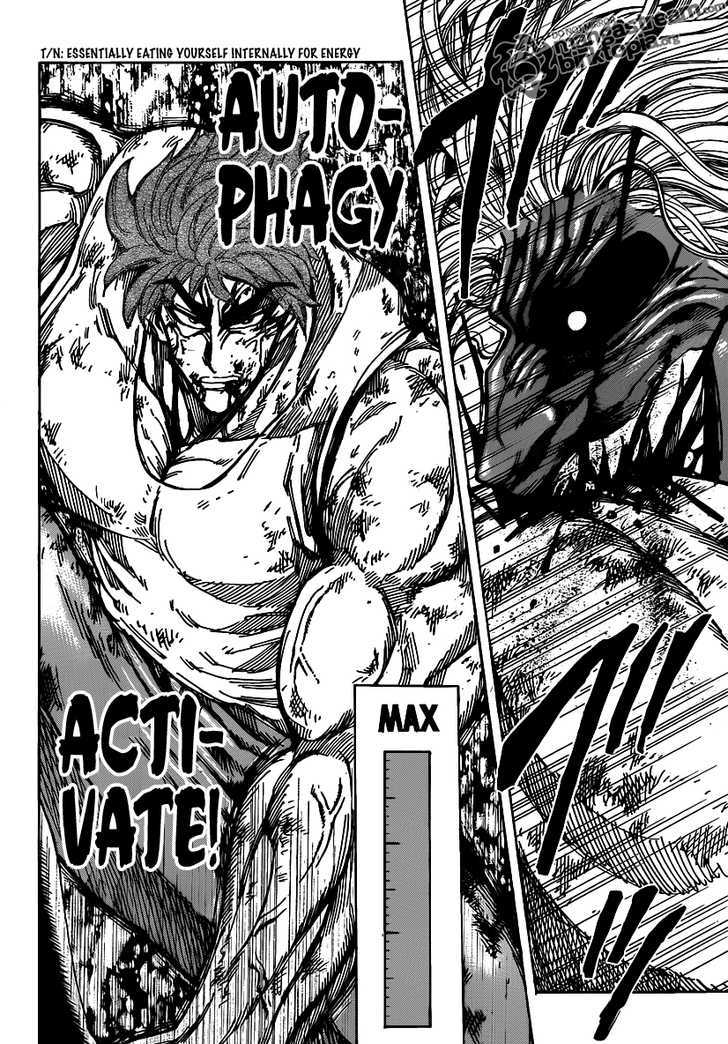 T/N: ESSENTIALLY EATING YOURSELF INTERNALLY FOR ENERGY
AUTO-
PHAGY
ACTI-
VATE!
MAX